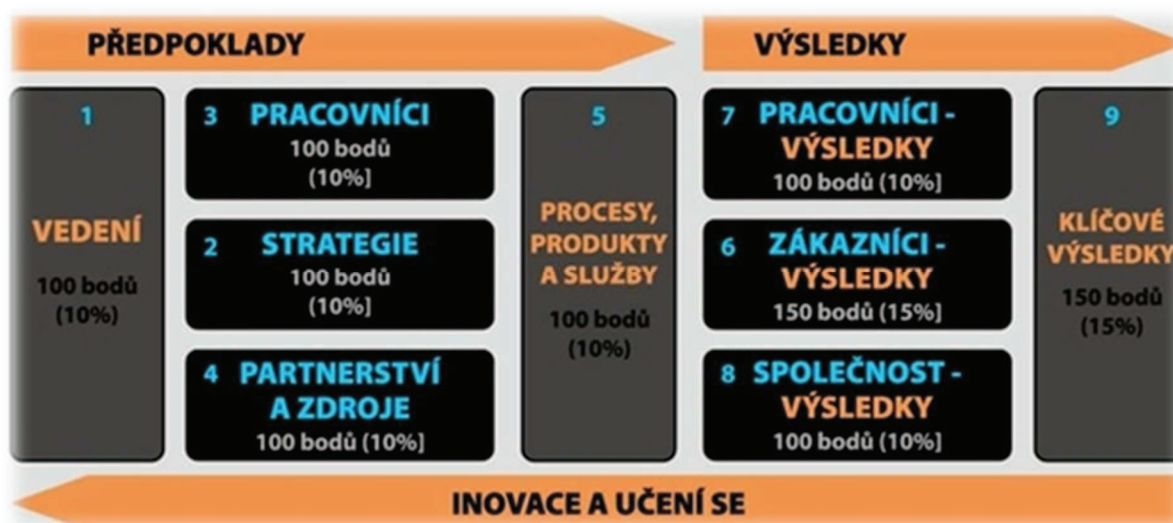 PŘEDPOKLADY
VÝSLEDKY
1
VEDENÍ
100 bodů
(10%)
3 PRACOVNÍCI
100 bodů
(10%]
2 STRATEGIE
100 bodů
(10%]
4 PARTNERSTVÍ
A ZDROJE
100 bodů (10%]
5
PROCESY,
PRODUKTY
A SLUŽBY
100 bodů
(10%)
7 PRACOVNÍCI -
VÝSLEDKY
100 bodů (10%]
6 ZÁKAZNÍCI -
VÝSLEDKY
150 bodů (15%]
8 SPOLEČNOST -
VÝSLEDKY
100 bodů (10%]
9
KLÍČOVÉ
VÝSLEDKY
150 bodů
(15%)
INOVACE A UČENÍ SE